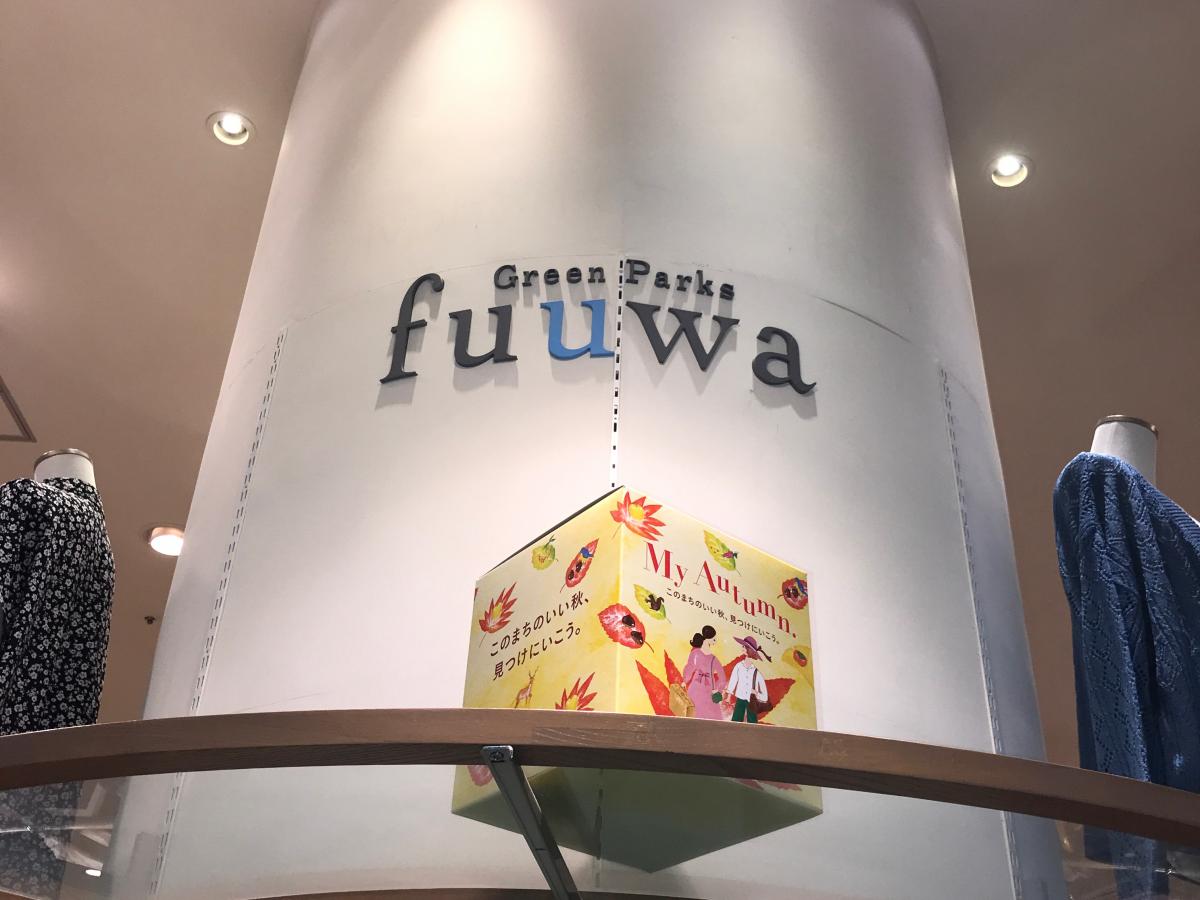 Green Parks
fuuwa
このまちのいい秋、
見つけにいこう。
My Autumn.
このまちのいい秋、見つけにいこう。